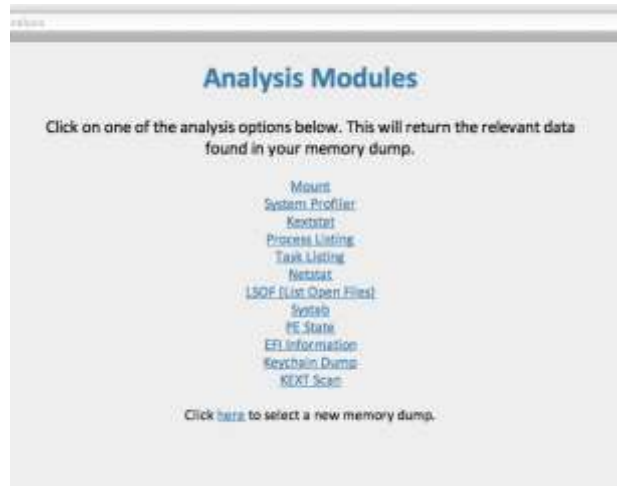 Analysis Modules
Click on one of the analysis options below. This will return the relevant data
found in your memory dump.
Mount
System Profiler
Kextstat
Process Listing
Task Listing
Netstat
LSOF (List Open Files)
Systab
PE State
EFI Information
Keychain Dump
KEXT Scan
Click here to select a new memory dump.